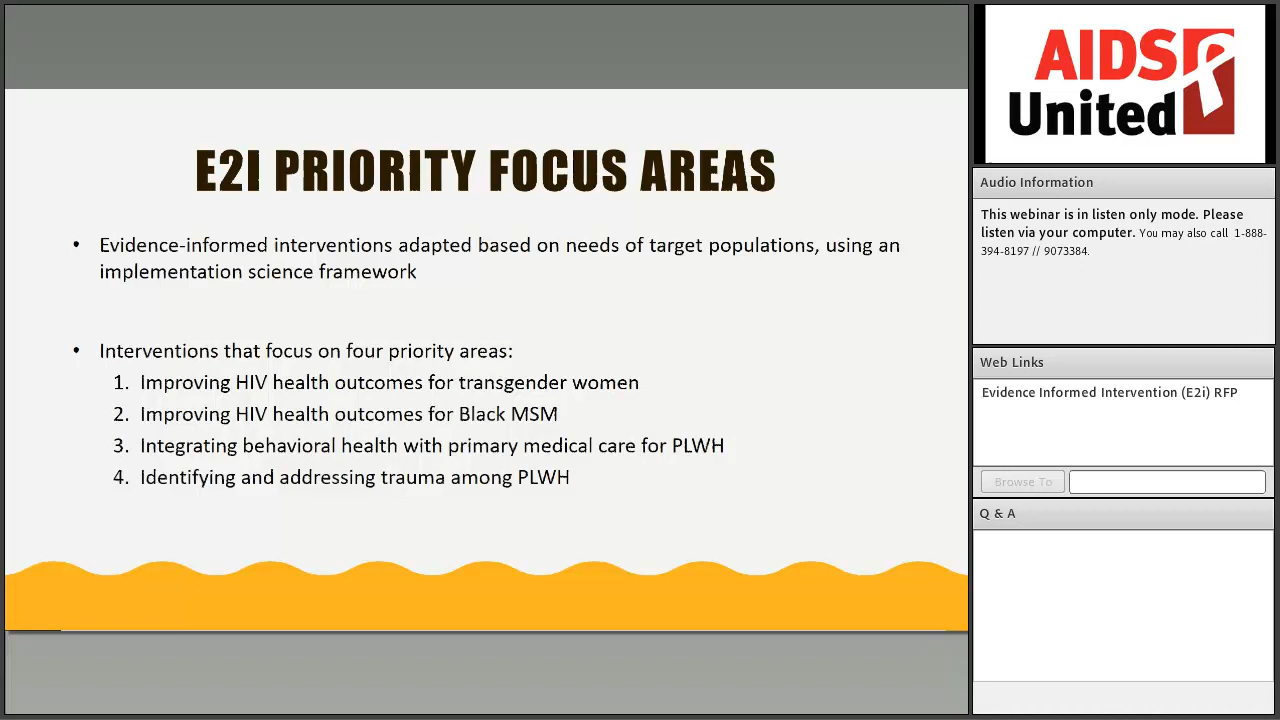 E2I PRIORITY FOCUS AREAS
• Evidence-informed interventions adapted based on needs of target populations, using an
implementation science framework
• Interventions that focus on four priority areas:
1. Improving HIV health outcomes for transgender women
2. Improving HIV health outcomes for Black MSM
3. Integrating behavioral health with primary medical care for PLWH
4. Identifying and addressing trauma among PLWH
AIDS
United
Audio Information
This webinar is in listen only mode. Please
listen via your computer. You may also call 1-888-
394-8197 // 9073384.
Web Links
Evidence Informed Intervention (E2i) RFP
Browse To
Q & A